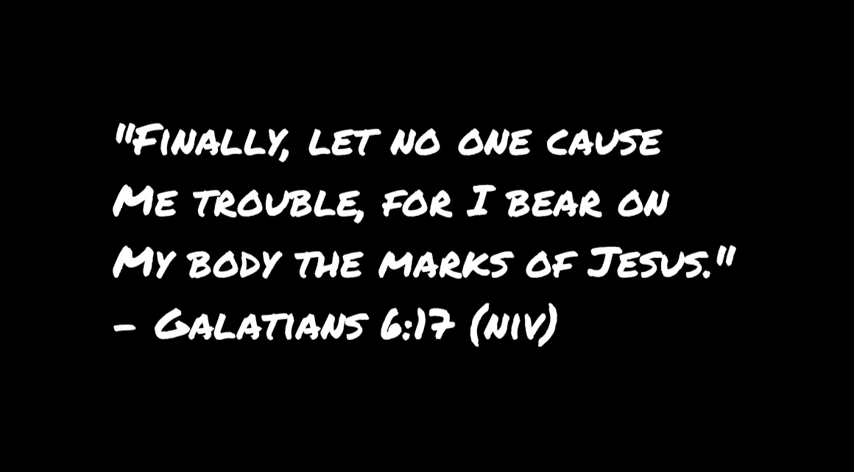 "Finally, let no one cause
Me trouble, for I bear on
My body the marks of Jesus."
- Galatians 6:17 (NIV)